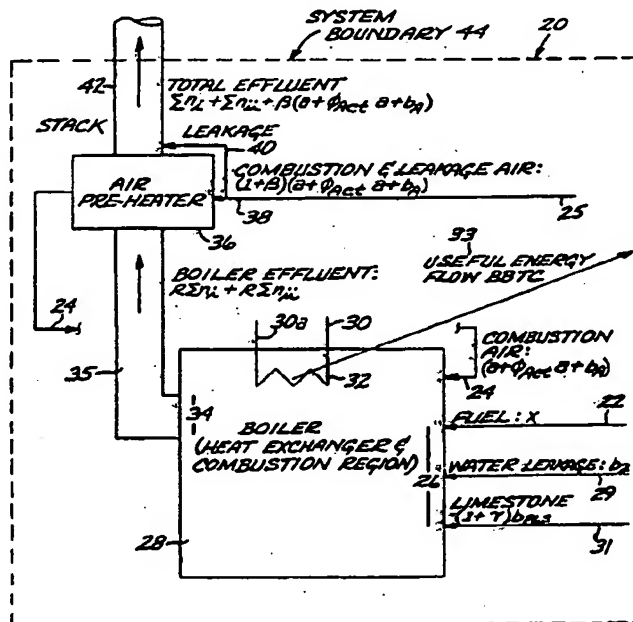 SYSTEM
BOUNDARY 44
20
42
TOTAL EFFLUENT
Σni + Σnii + β(a+ϕAct a+bA)
STACK
LEAKAGE
40
COMBUSTION & LEAKAGE AIR:
(1+β)(a+ϕAct a+bA)
AIR
PRE-HEATER
38
25
36
93
USEFUL ENERGY
FLOW BBTC
BOILER EFFLUENT:
RΣni + RΣnii
24
30a
30
COMBUSTION
AIR:
(a+ϕAct a+bA)
35
32
24
34
FUEL: x
22
BOILER
(HEAT EXCHANGER &
COMBUSTION REGION)
26
WATER LEAKAGE: bZ
29
LIMESTONE
(1+γ)bPLS
28
31